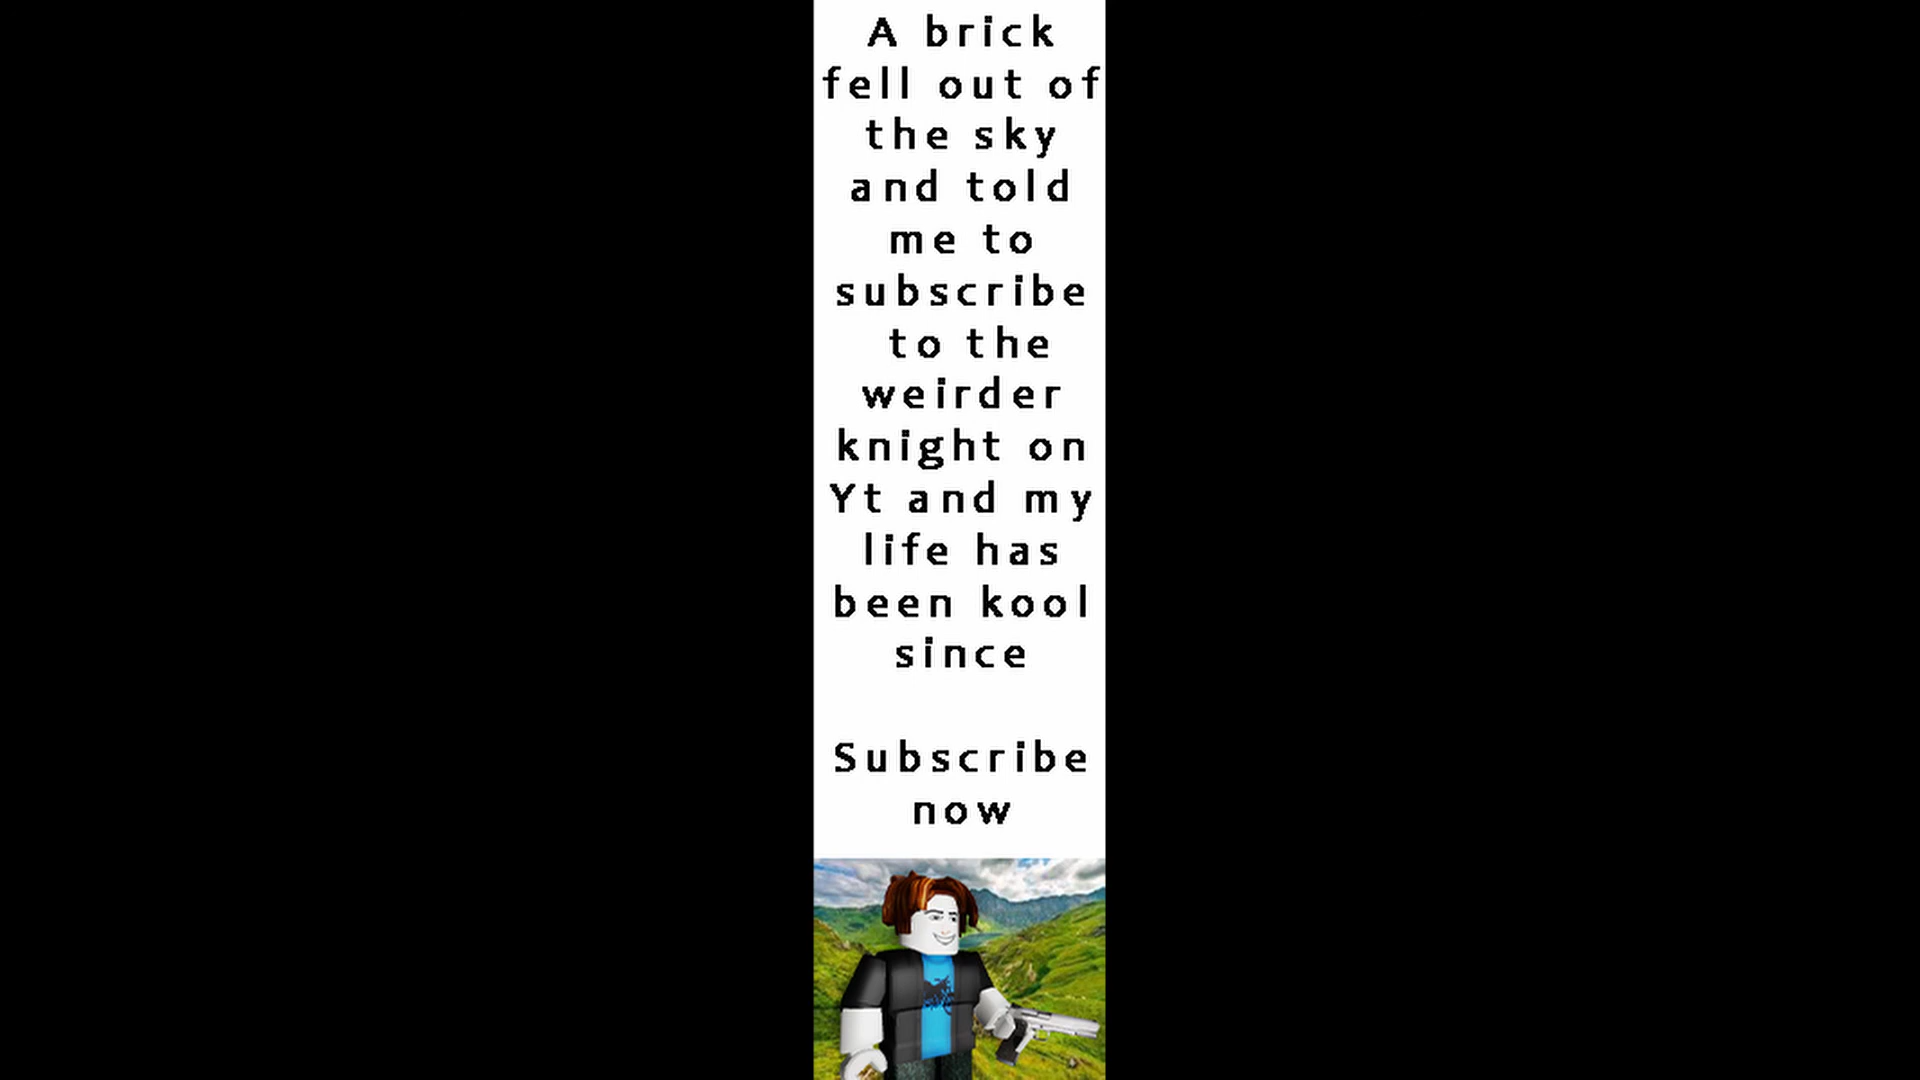 A brick
fell out of
the sky
and told
me to
subscribe
to the
weirder
knight on
Yt and my
life has
been kool
since
Subscribe
now